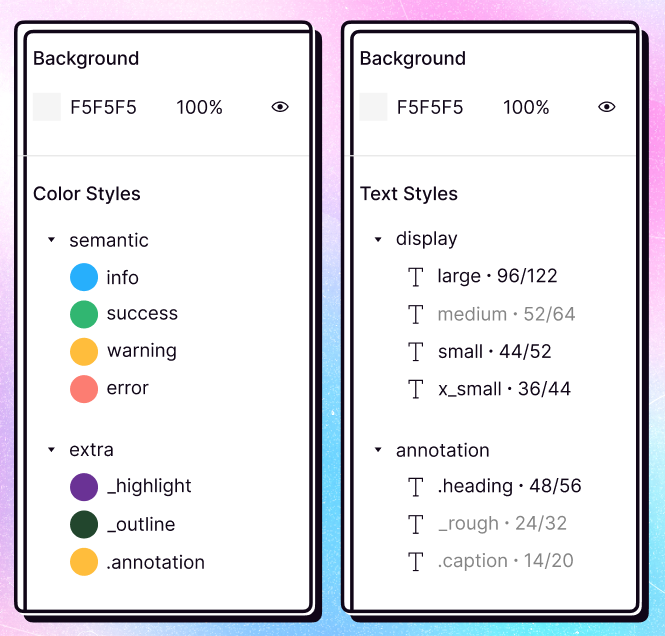 Background
F5F5F5 100%
Color Styles
semantic
info
success
warning
error
extra
_highlight
_outline
.annotation
Background
F5F5F5 100%
Text Styles
display
large • 96/122
medium • 52/64
small • 44/52
x_small • 36/44
annotation
.heading • 48/56
_rough • 24/32
.caption • 14/20